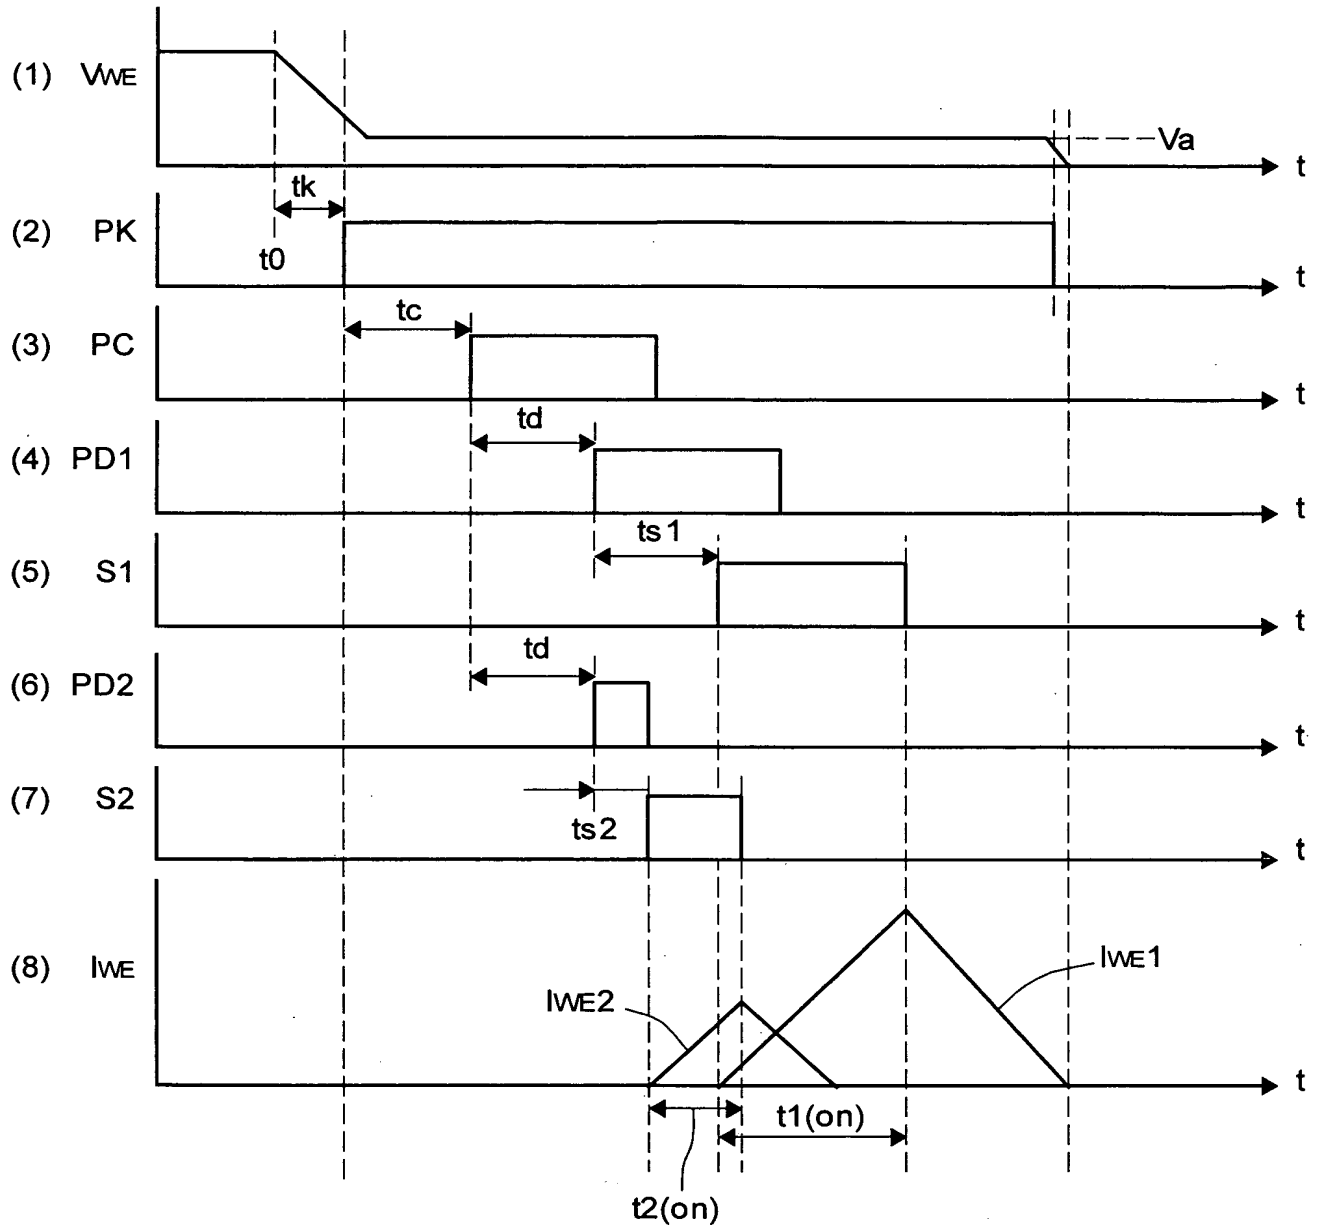 (1) VWE
Va
t
tk
(2) PK
t0
t
tc
(3) PC
t
td
(4) PD1
t
ts1
(5) S1
t
td
(6) PD2
t
(7) S2
ts2
t
(8) IWE
IWE1
IWE2
t
t1(on)
t2(on)